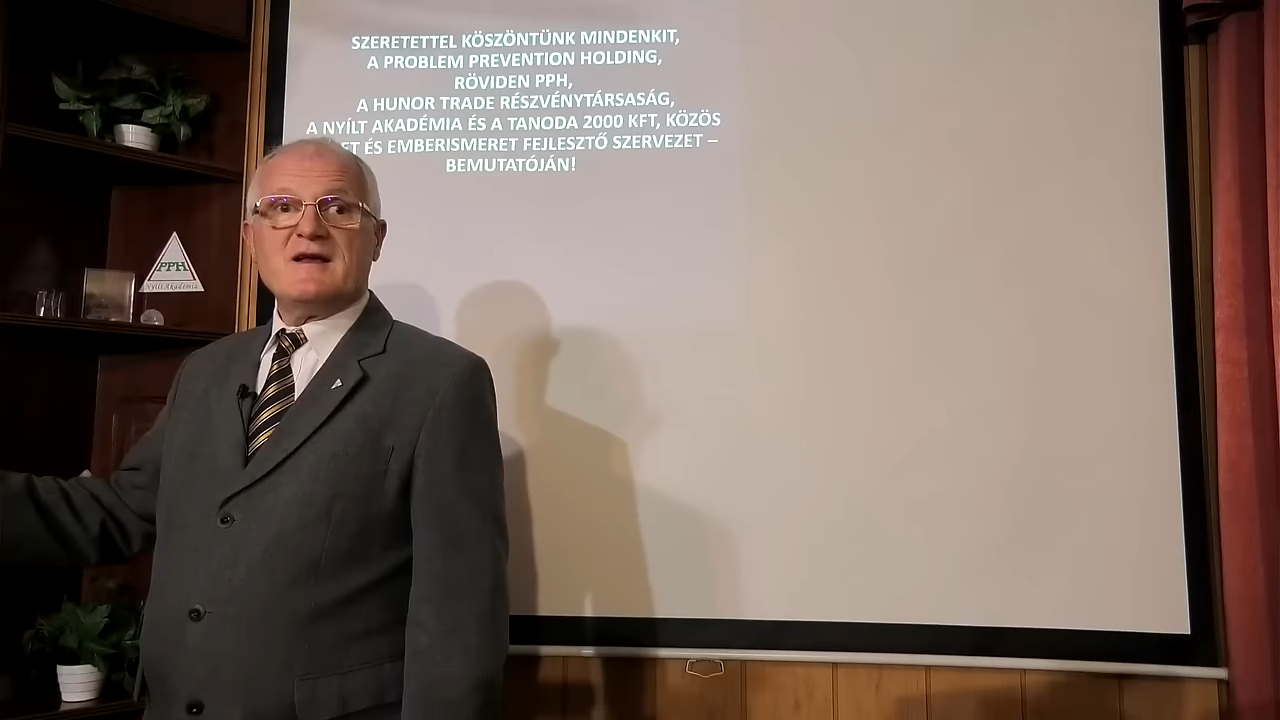 SZERETETTEL KÖSZÖNTÜNK MINDENKIT,
A PROBLEM PREVENTION HOLDING,
RÖVIDEN PPH,
A HUNOR TRADE RÉSZVÉNYTÁRSASÁG,
A NYÍLT AKADÉMIA ÉS A TANODA 2000 KFT, KÖZÖS
ÉS EMBERISMERET FEJLESZTŐ SZERVEZET –
BEMUTATÓJÁN!
PPH
Nyílt Akadémia